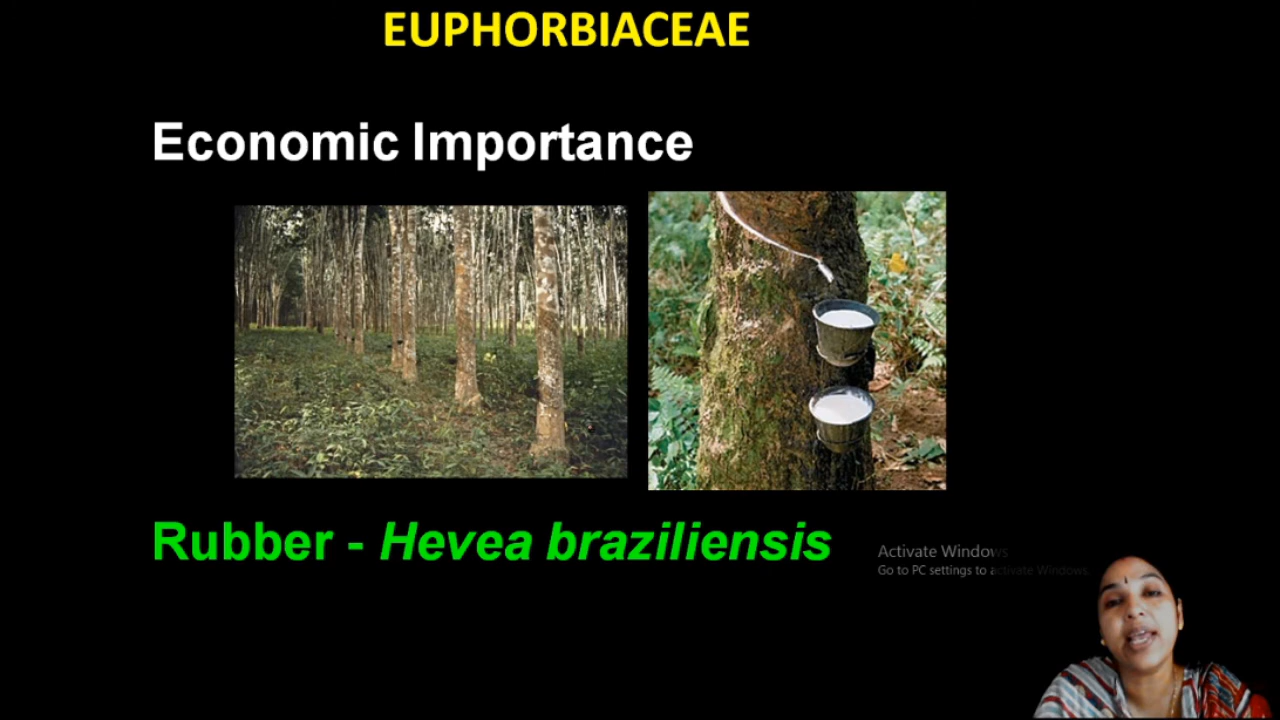 EUPHORBIACEAE
Economic Importance
Rubber - Hevea braziliensis
Activate Windows
Go to PC settings to activate Windows.